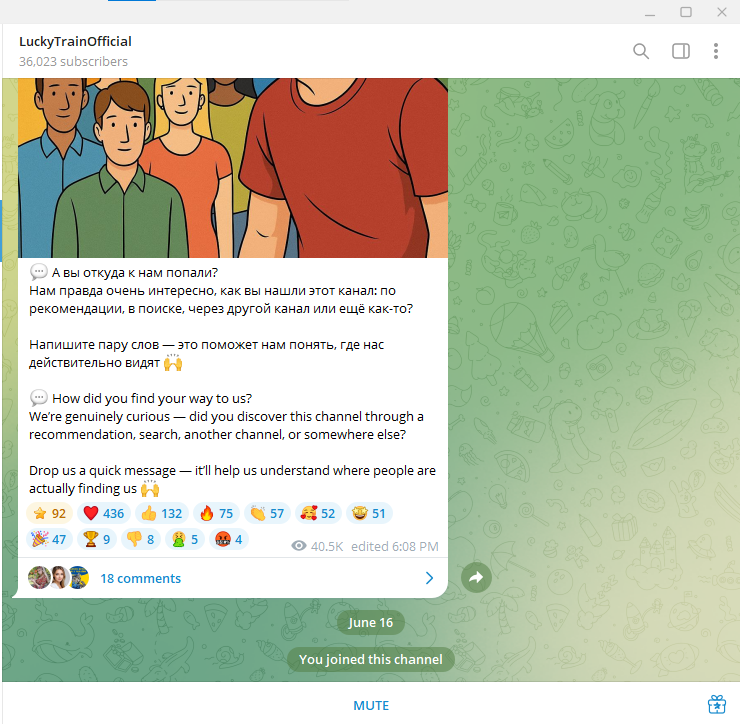 LuckyTrainOfficial
36,023 subscribers
💬 А вы откуда к нам попали?
Нам правда очень интересно, как вы нашли этот канал: по
рекомендации, в поиске, через другой канал или ещё как-то?
Напишите пару слов — это поможет нам понять, где нас
действительно видят 🙌
💬 How did you find your way to us?
We’re genuinely curious — did you discover this channel through a
recommendation, search, another channel, or somewhere else?
Drop us a quick message — it’ll help us understand where people are
actually finding us 🙌
⭐ 92 ❤️ 436 👍 132 🔥 75 👏 57 🥰 52 🤩 51
🎉 47 🏆 9 👎 8 🤮 5 🤬 4 40.5K edited 6:08 PM
18 comments
June 16
You joined this channel
MUTE